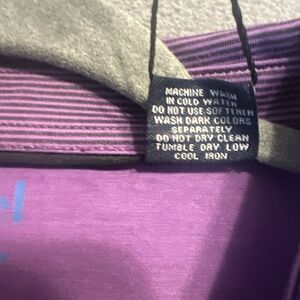 MACHINE WASH
IN COLD WATER
DO NOT USE SOFTENER
WASH DARK COLORS
SEPARATELY
DO NOT DRY CLEAN
TUMBLE DRY LOW
COOL IRON